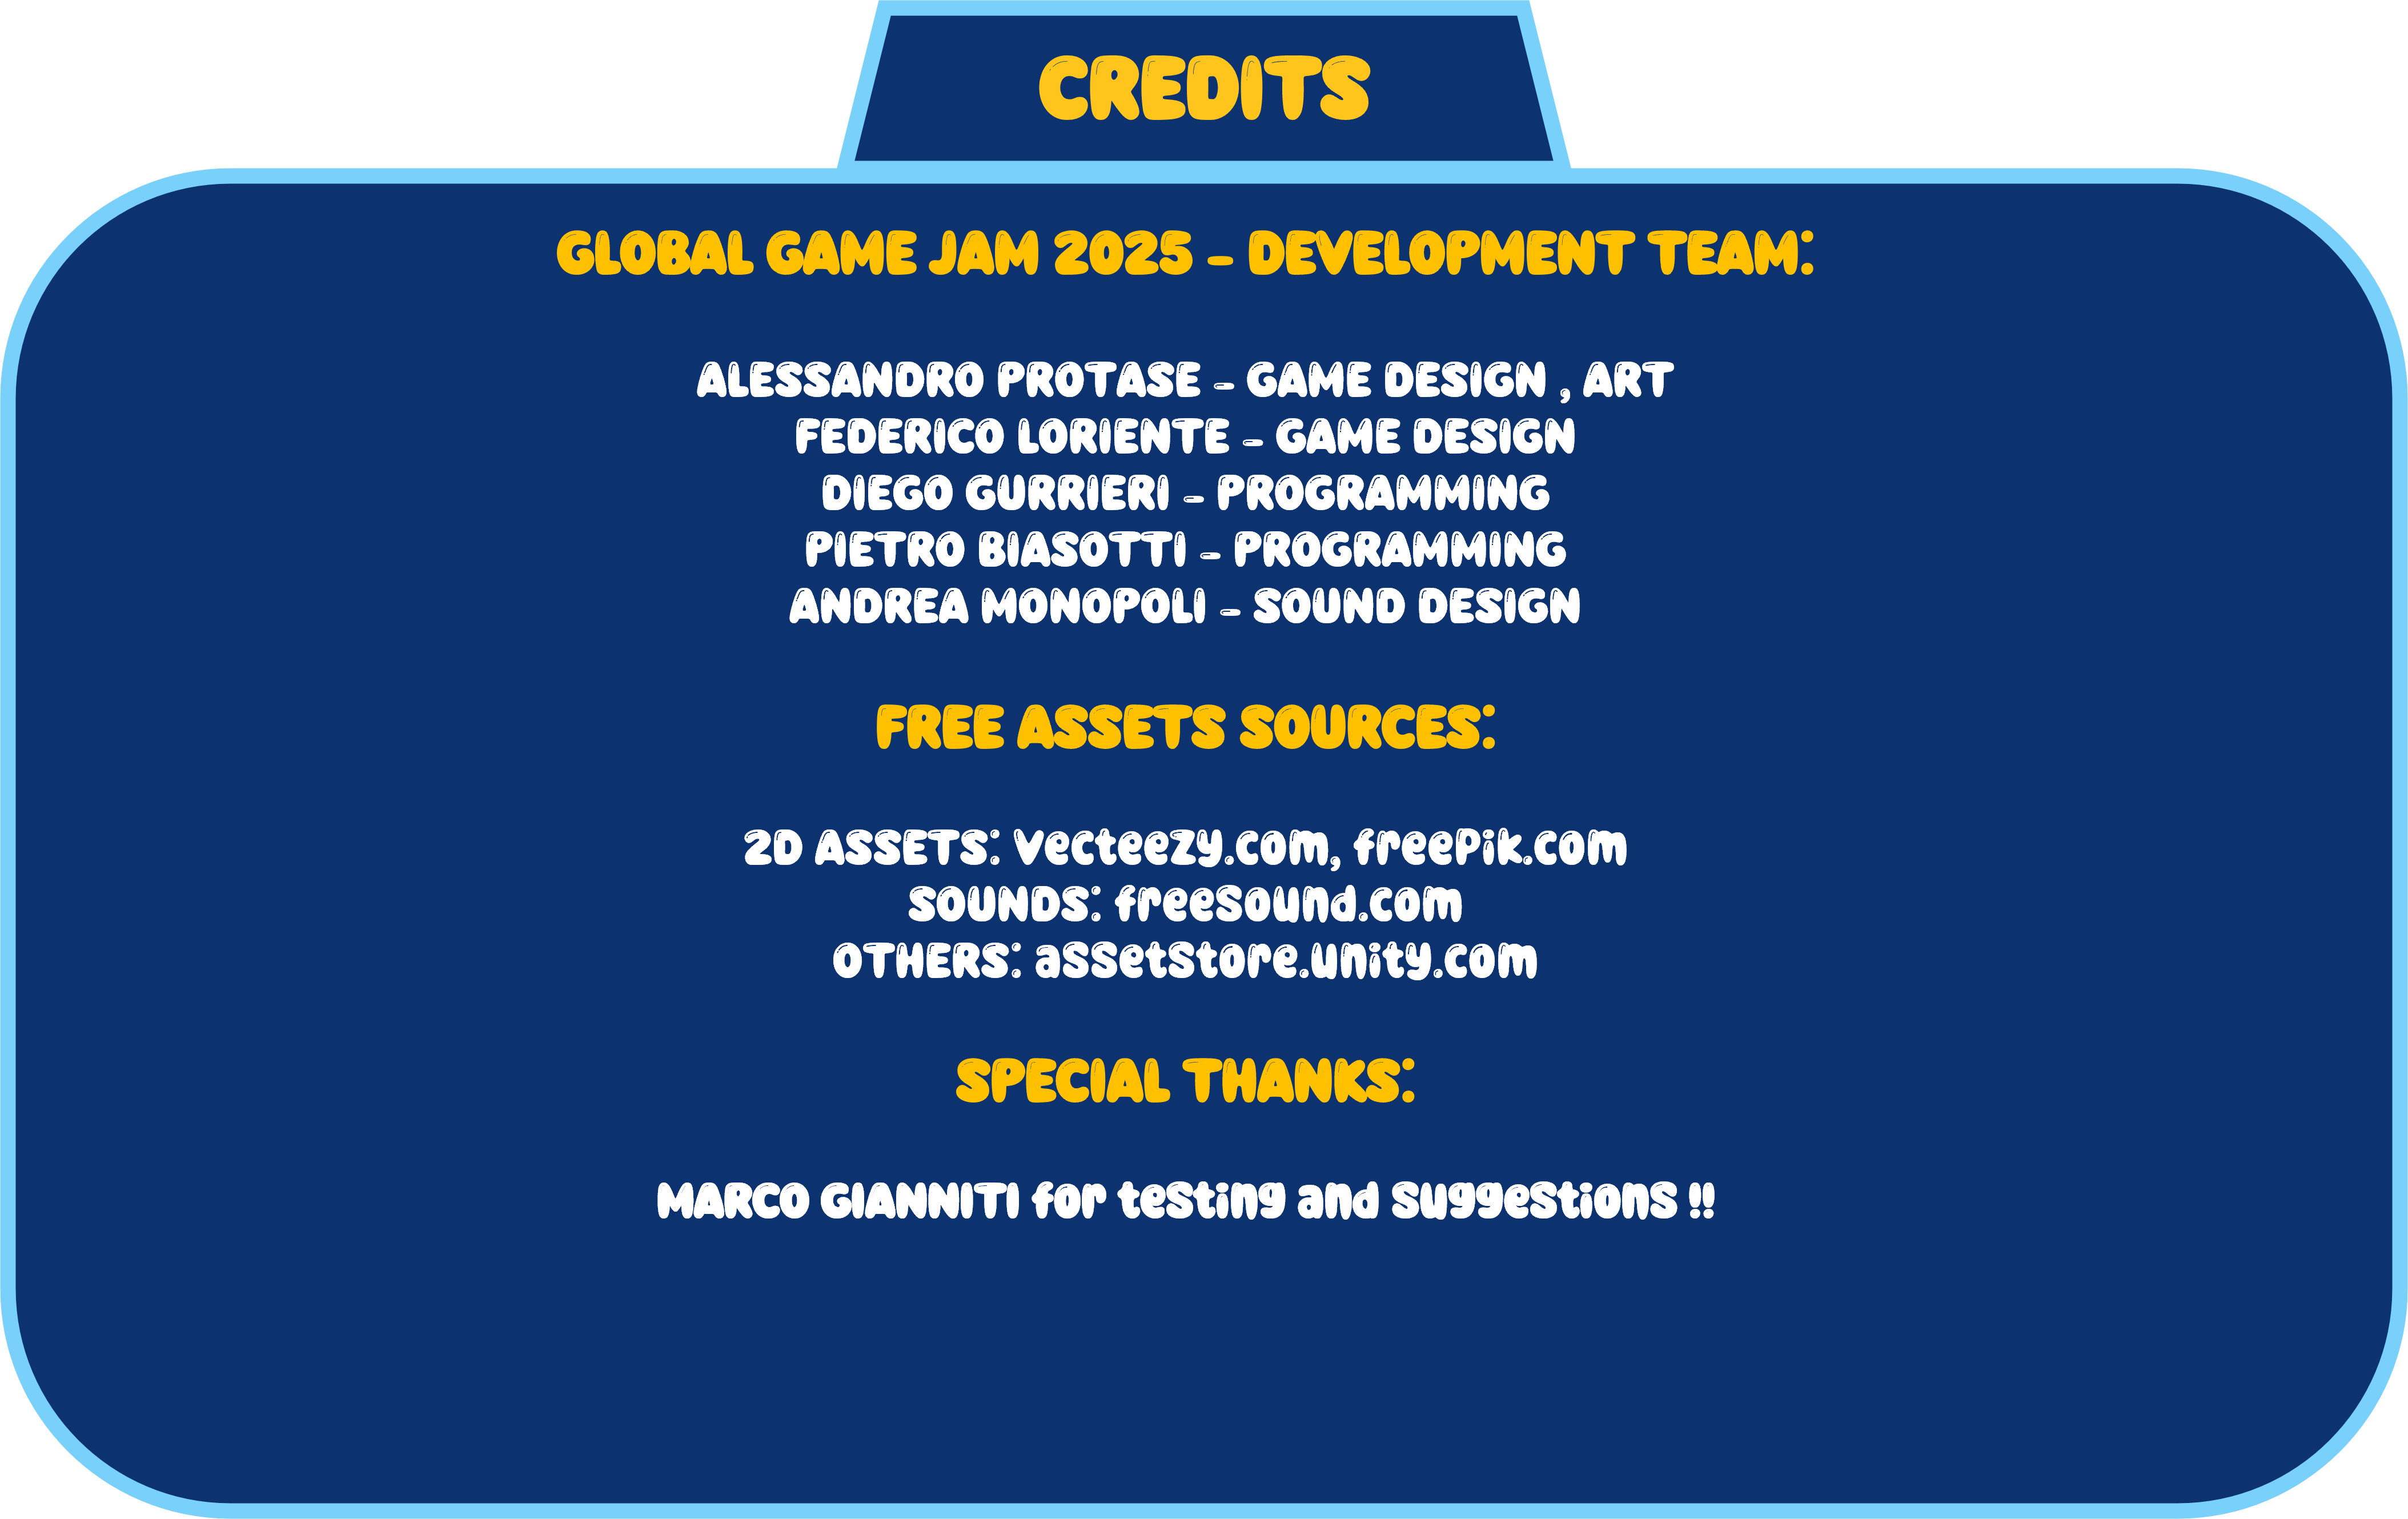 CREDITS
GLOBAL GAME JAM 2025 - DEVELOPMENT TEAM:
ALESSANDRO PROTASE - GAME DESIGN , ART
FEDERICO LORIENTE - GAME DESIGN
DIEGO GURRIERI - PROGRAMMING
PIETRO BIASOTTI - PROGRAMMING
ANDREA MONOPOLI - SOUND DESIGN
FREE ASSETS SOURCES:
2D ASSETS: Vecteezy.com, freepik.com
SOUNDS: freesound.com
OTHERS: assetstore.unity.com
SPECIAL THANKS:
MARCO GIANNITI for testing and suggestions !!